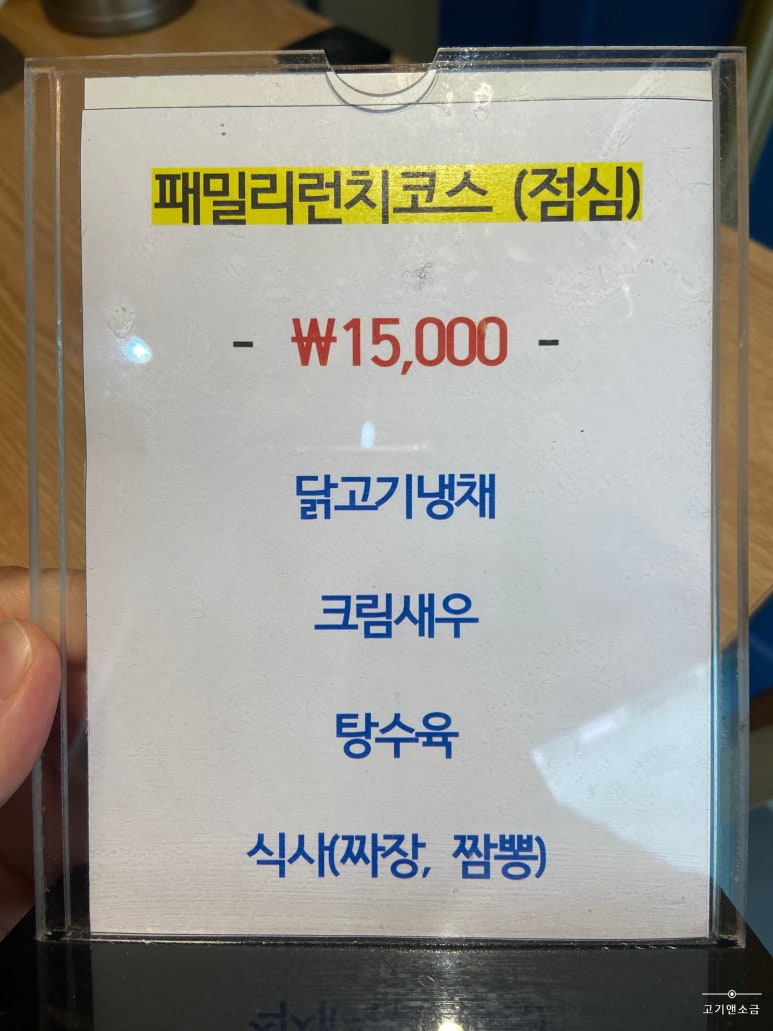 패밀리런치코스 (점심)
- ₩15,000 -
닭고기냉채
크림새우
탕수육
식사(짜장, 짬뽕)
고기앤소금